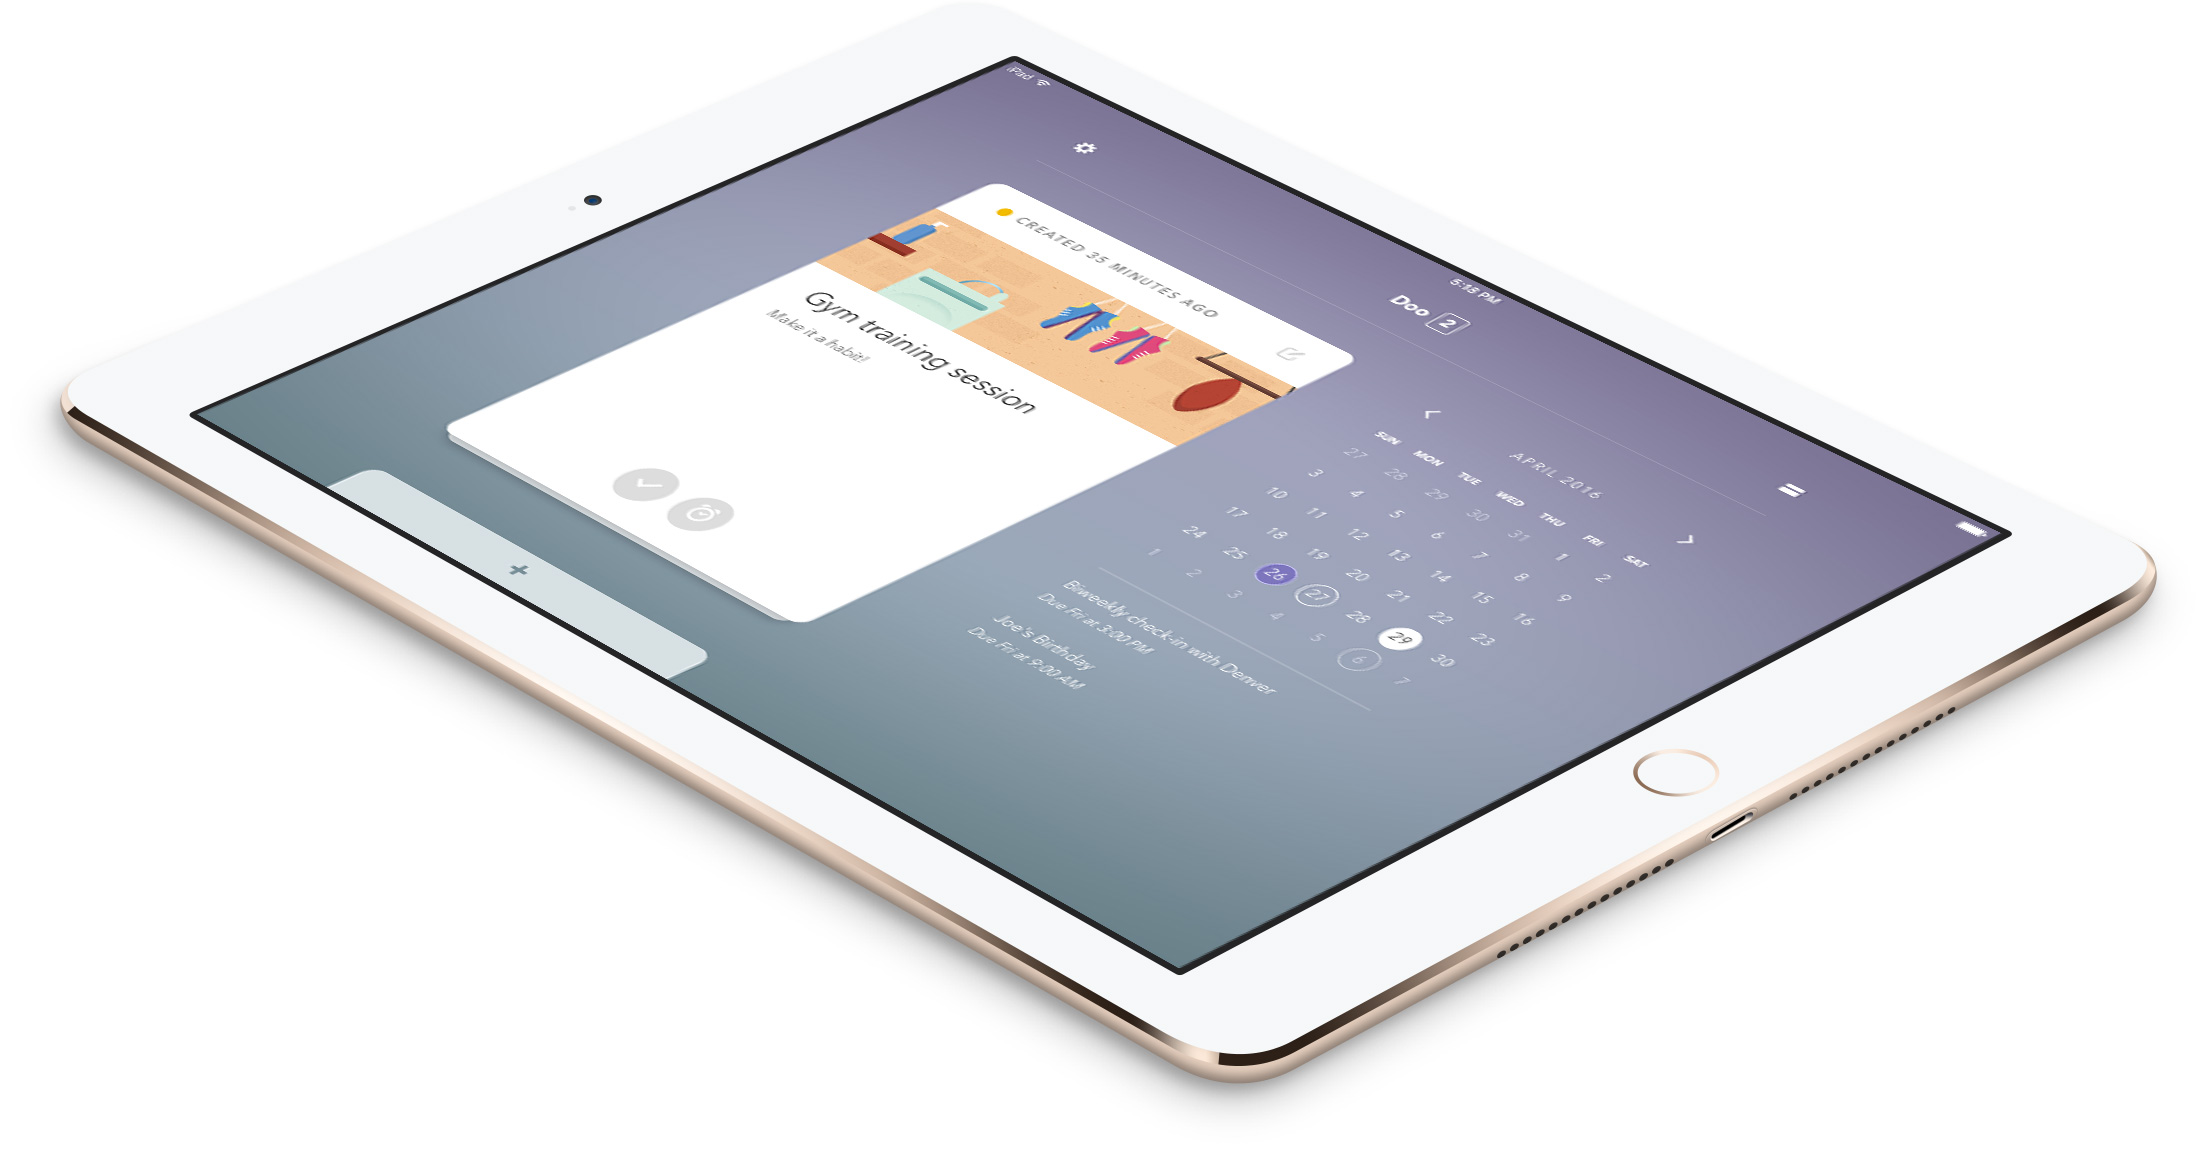 iPad
5:15 PM
Doo 2
CREATED 35 MINUTES AGO
Gym training session
Make it a habit!
APRIL 2016
SUN MON TUE WED THU FRI SAT
27 28 29 30 31 1 2
3 4 5 6 7 8 9
10 11 12 13 14 15 16
17 18 19 20 21 22 23
24 25 26 27 28 29 30
1 2 3 4 5 6 7
Biweekly check-in with Denver
Due Fri at 3:00 PM
Joe's Birthday
Due Fri at 9:00 AM